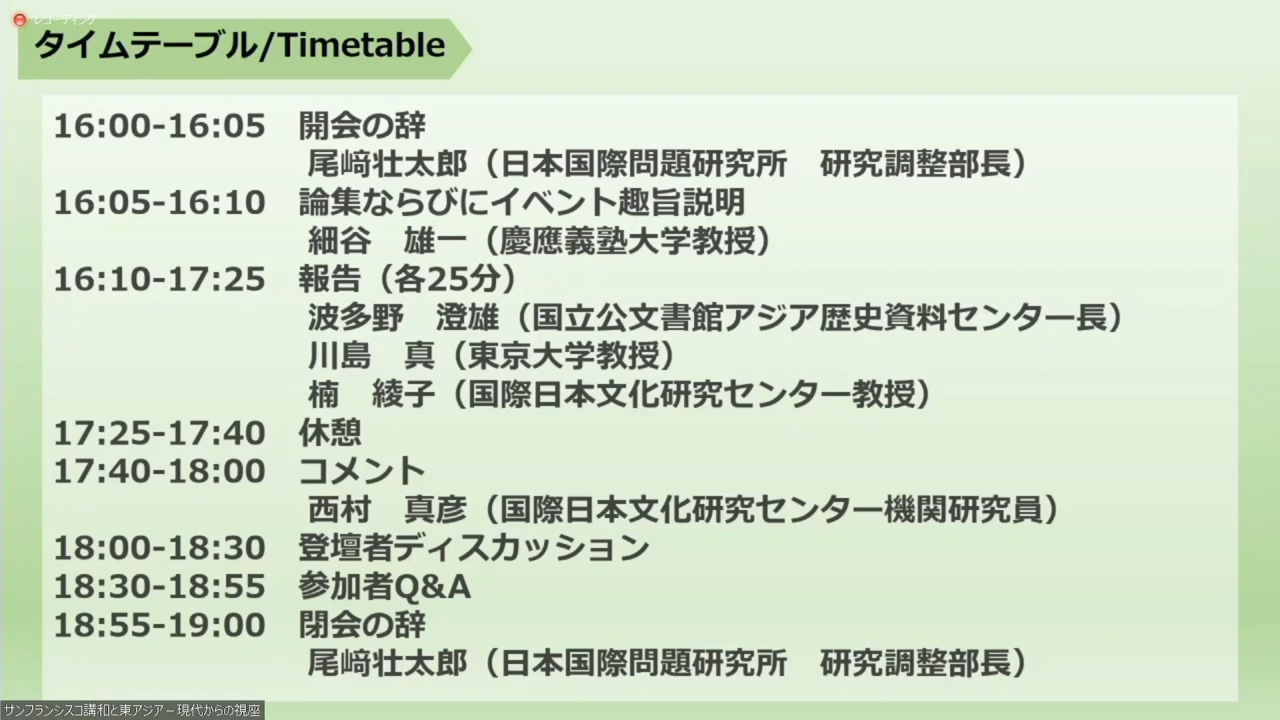 レコーディング
タイムテーブル/Timetable
16:00-16:05　開会の辞
尾﨑壮太郎（日本国際問題研究所　研究調整部長）
16:05-16:10　論集ならびにイベント趣旨説明
細谷　雄一（慶應義塾大学教授）
16:10-17:25　報告（各25分）
波多野　澄雄（国立公文書館アジア歴史資料センター長）
川島　真（東京大学教授）
楠　綾子（国際日本文化研究センター教授）
17:25-17:40　休憩
17:40-18:00　コメント
西村　真彦（国際日本文化研究センター機関研究員）
18:00-18:30　登壇者ディスカッション
18:30-18:55　参加者Q&A
18:55-19:00　閉会の辞
尾﨑壮太郎（日本国際問題研究所　研究調整部長）
サンフランシスコ講和と東アジアー現代からの視座